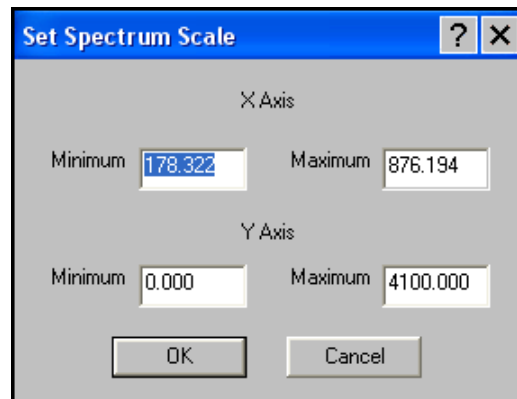 Set Spectrum Scale
X Axis
Minimum 178.322 Maximum 876.194
Y Axis
Minimum 0.000 Maximum 4100.000
OK Cancel